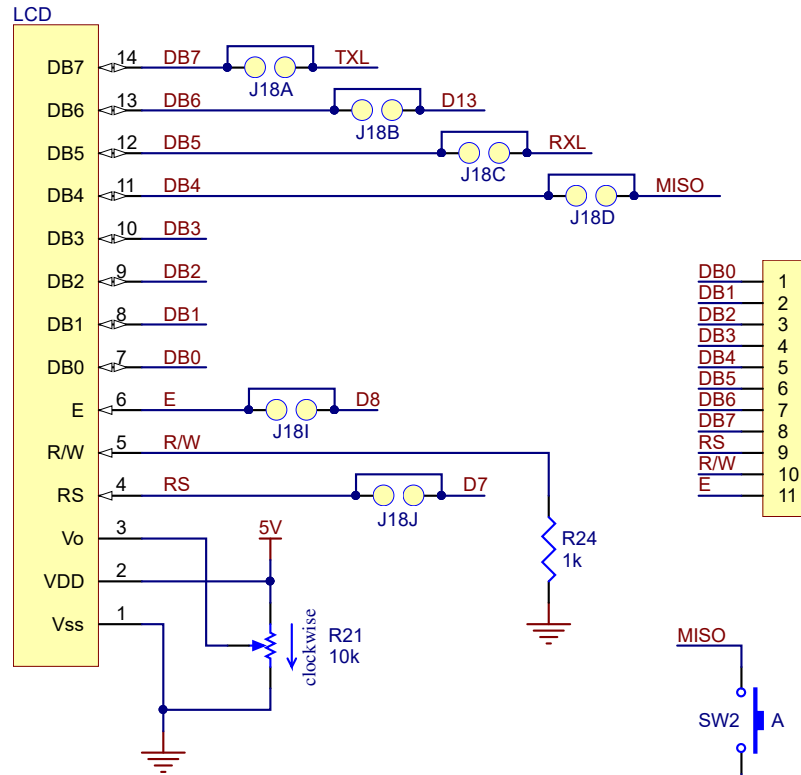 LCD
DB7 14 DB7 J18A TXL
DB6 13 DB6 J18B D13
DB5 12 DB5 J18C RXL
DB4 11 DB4 J18D MISO
DB3 10 DB3
DB2 9 DB2
DB1 8 DB1
DB0 7 DB0
E 6 E J18I D8
R/W 5 R/W
RS 4 RS J18J D7
Vo 3
VDD 2
Vss 1
5V
clockwise
R21
10k
R24
1k
DB0 1
DB1 2
DB2 3
DB3 4
DB4 5
DB5 6
DB6 7
DB7 8
RS 9
R/W 10
E 11
MISO
SW2 A